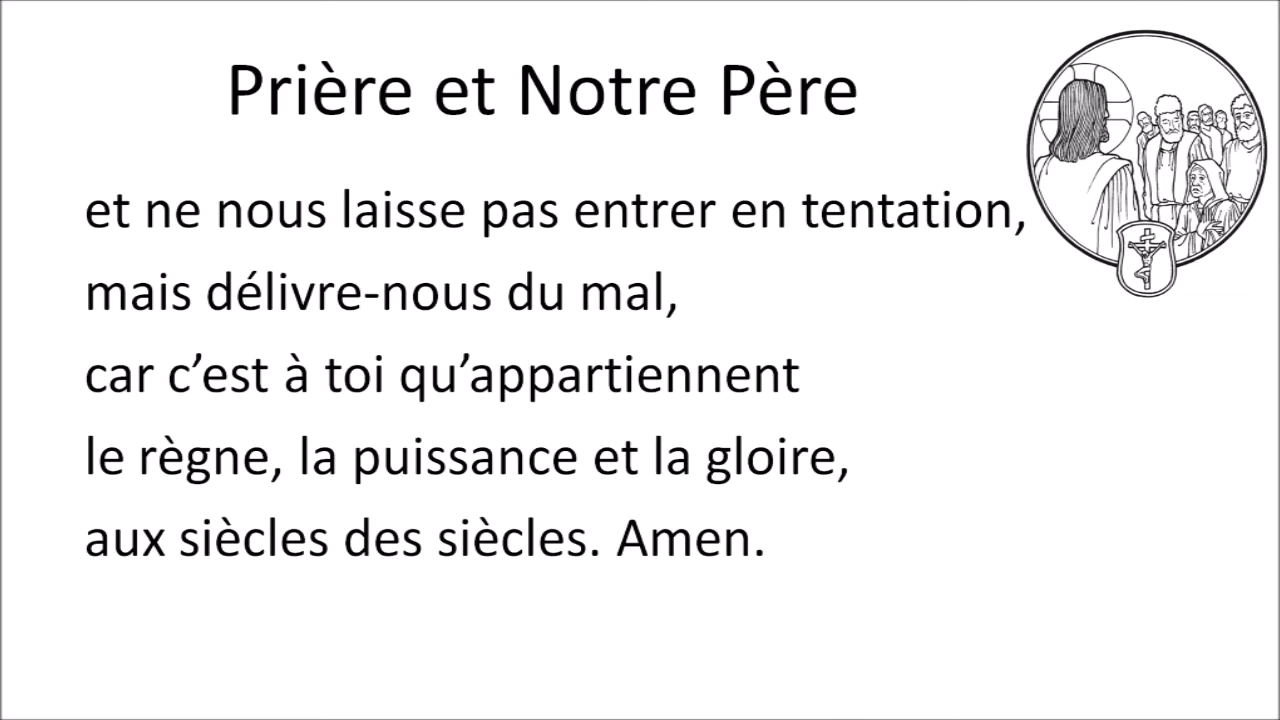 Prière et Notre Père
et ne nous laisse pas entrer en tentation,
mais délivre-nous du mal,
car c’est à toi qu’appartiennent
le règne, la puissance et la gloire,
aux siècles des siècles. Amen.